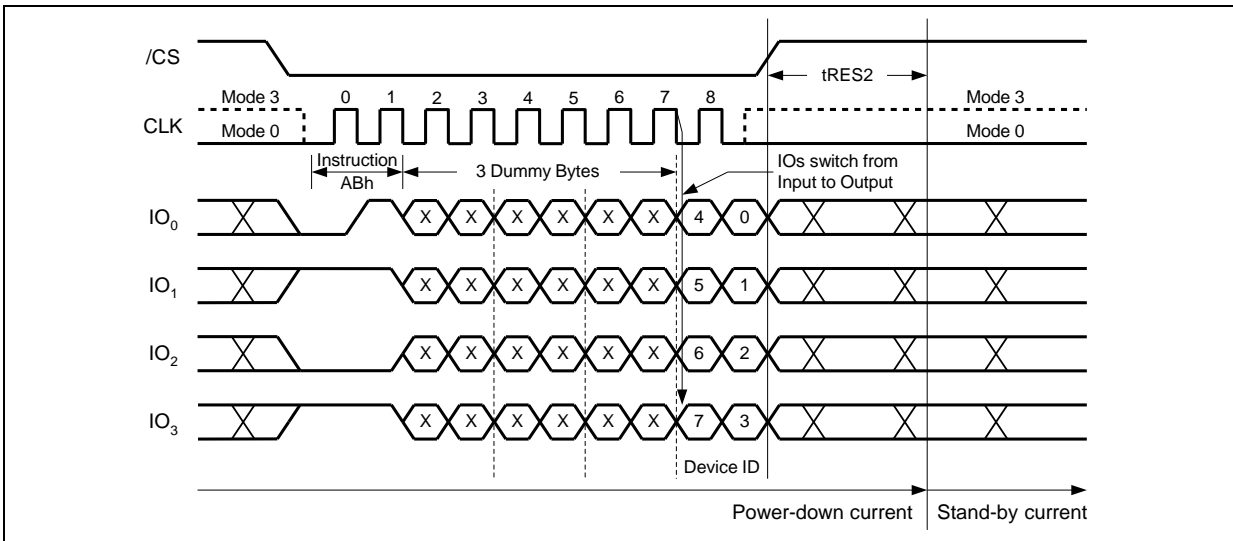 /CS
tRES2
Mode 3 0 1 2 3 4 5 6 7 8 Mode 3
CLK
Mode 0 Mode 0
Instruction
ABh
3 Dummy Bytes
IOs switch from
Input to Output
IO0 X X X X X X 4 0
IO1 X X X X X X 5 1
IO2 X X X X X X 6 2
IO3 X X X X X X 7 3
Device ID
Power-down current Stand-by current